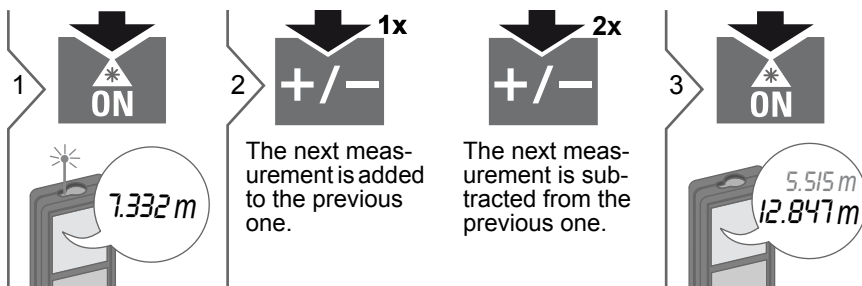 1
ON
7.332 m
2
1x
+/−
The next meas-
urement is added
to the previous
one.
2x
+/−
The next meas-
urement is sub-
tracted from the
previous one.
3
ON
5.515 m
12.847 m